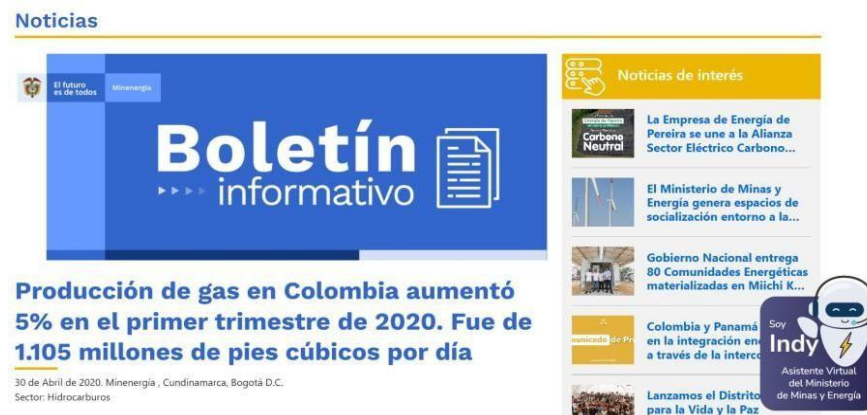 Noticias
El futuro
es de todos
Minenergía
Boletín
informativo
Producción de gas en Colombia aumentó
5% en el primer trimestre de 2020. Fue de
1.105 millones de pies cúbicos por día
30 de Abril de 2020. Minenergía , Cundinamarca, Bogotá D.C.
Sector: Hidrocarburos
Noticias de interés
Carbono
Neutral
La Empresa de Energía de
Pereira se une a la Alianza
Sector Eléctrico Carbono...
El Ministerio de Minas y
Energía genera espacios de
socialización entorno a la...
Gobierno Nacional entrega
80 Comunidades Energéticas
materializadas en Miichi K...
Colombia y Panamá
en la integración
a través de la
Lanzamos el
para la Vida y la Paz
Soy
Indy
Asistente Virtual
del Ministerio
de Minas y Energía